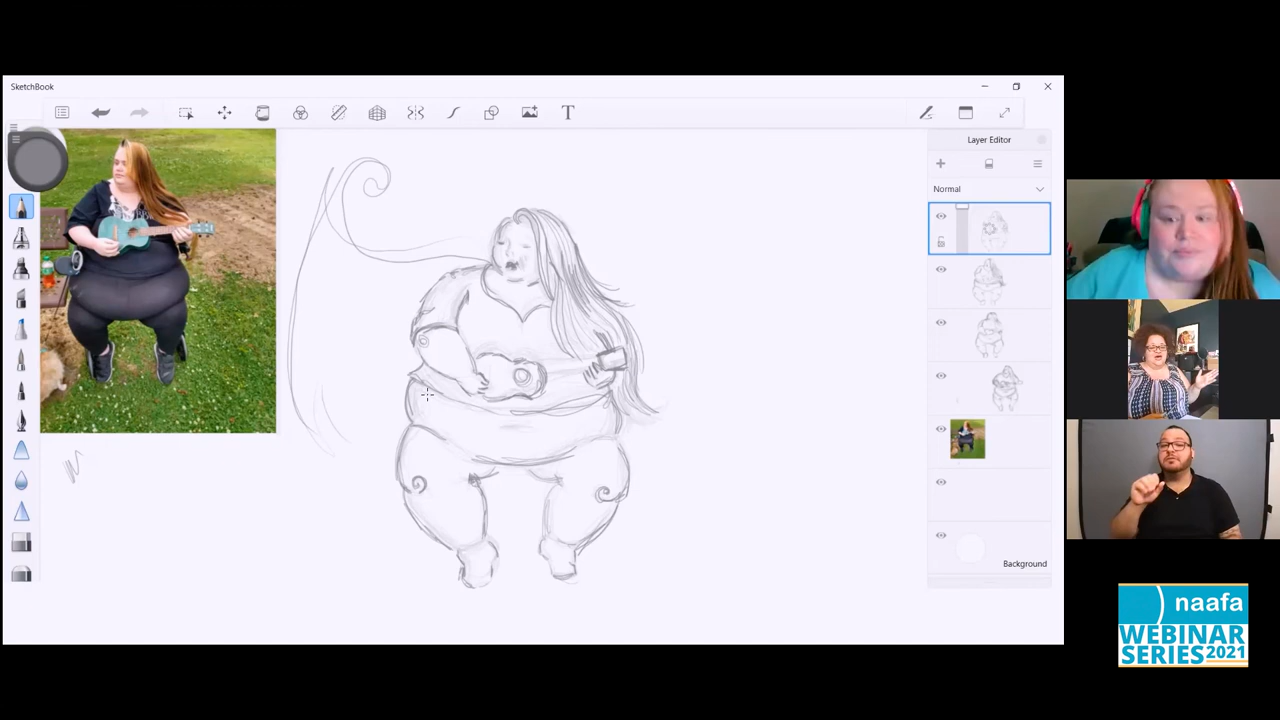 SketchBook
Layer Editor
Normal
Background
naafa
WEBINAR
SERIES 2021